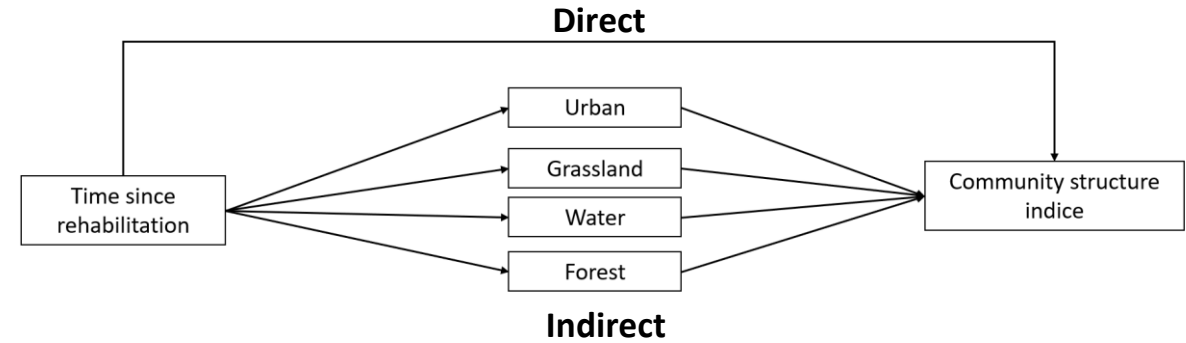 Direct
Urban
Grassland
Time since
rehabilitation
Community structure
indice
Water
Forest
Indirect